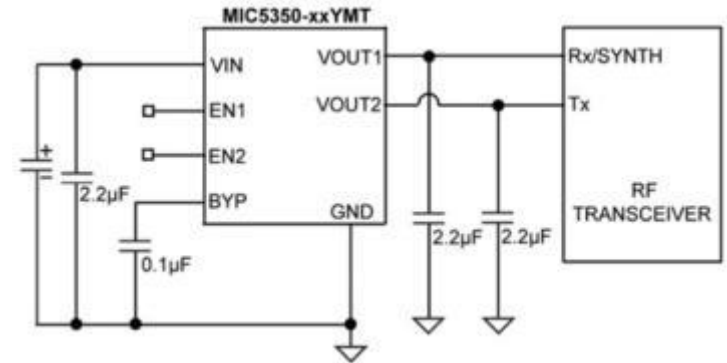 MIC5350-xxYMT
VIN
VOUT1
Rx/SYNTH
EN1
VOUT2
Tx
EN2
+
–
2.2µF
BYP
GND
RF
TRANSCEIVER
0.1µF
2.2µF
2.2µF